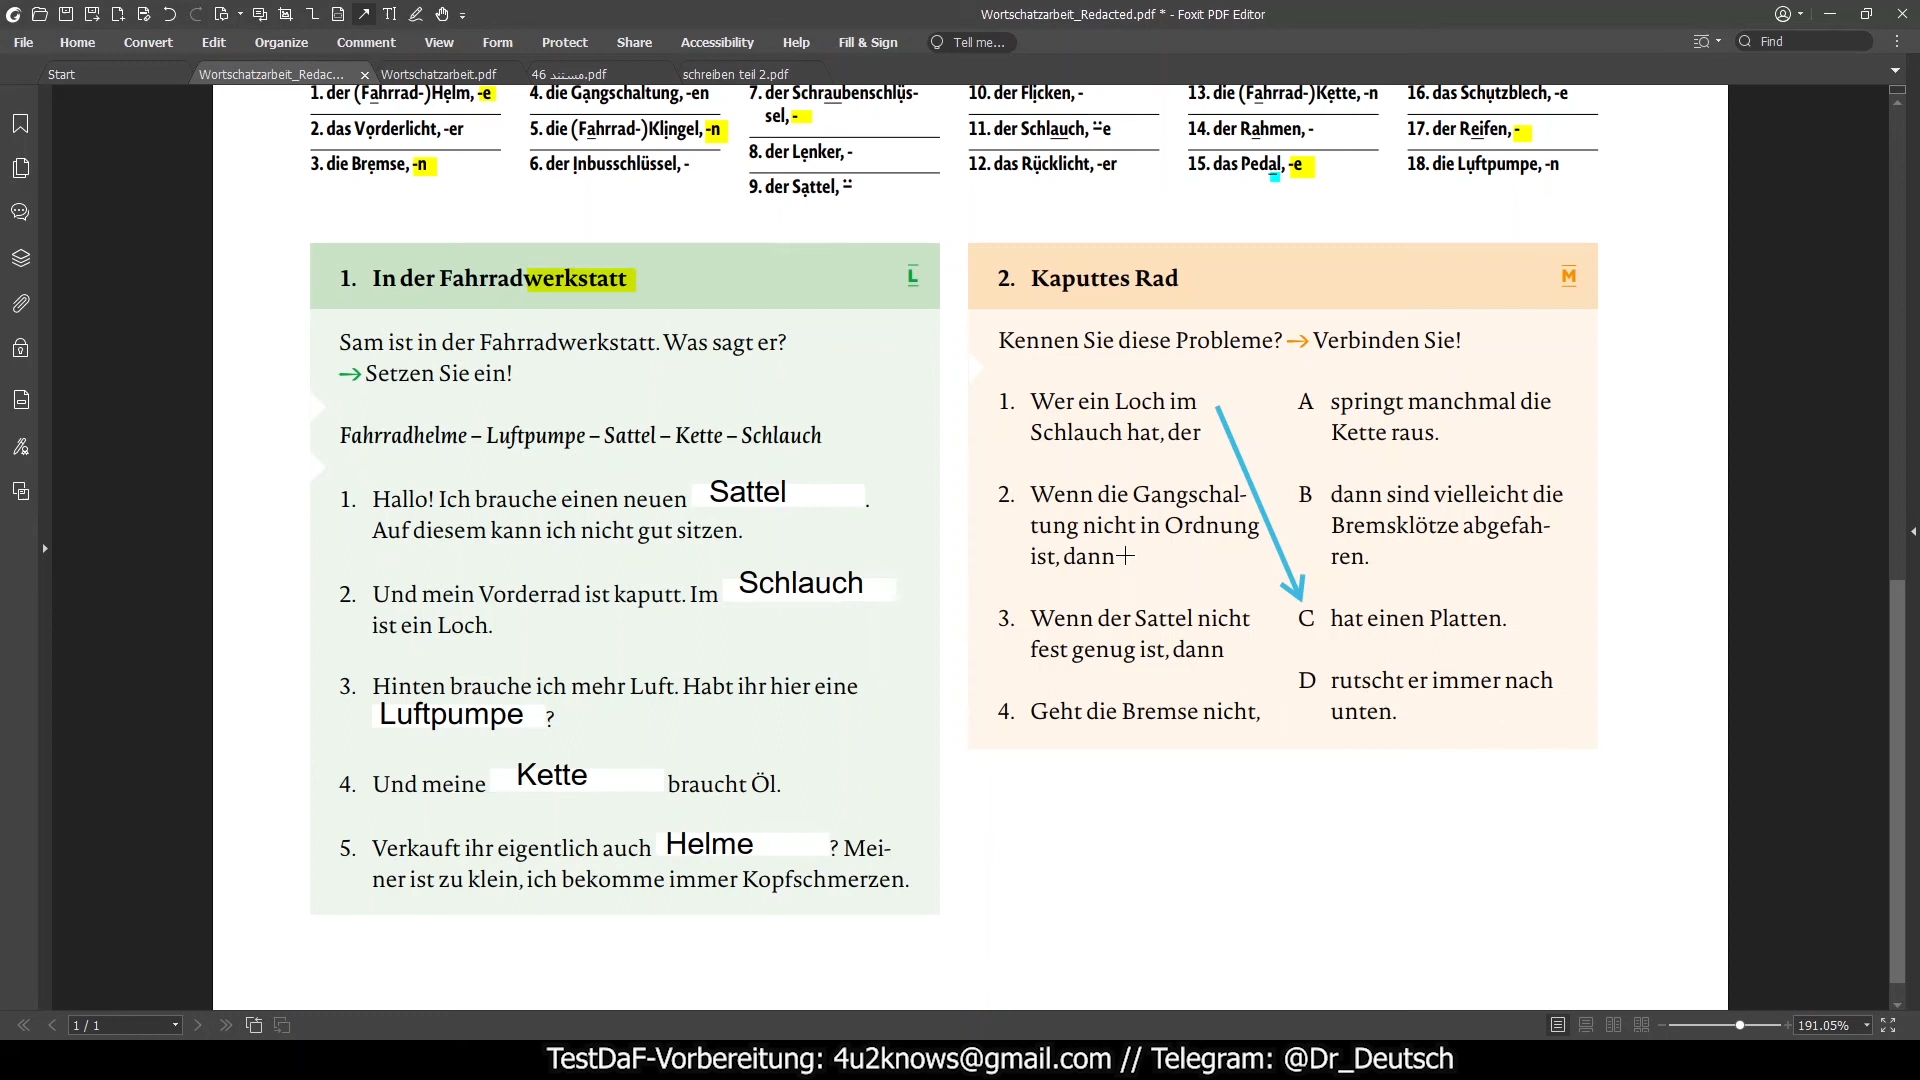 Wortschatzarbeit_Redacted.pdf * - Foxit PDF Editor
File Home Convert Edit Organize Comment View Form Protect Share Accessibility Help Fill & Sign Tell me... Find
Start Wortschatzarbeit_Redac... Wortschatzarbeit.pdf مستند 46.pdf schreiben teil 2.pdf
1. der (Fahrrad-)Helm, -e
2. das Vorderlicht, -er
3. die Bremse, -n
4. die Gangschaltung, -en
5. die (Fahrrad-)Klingel, -n
6. der Inbusschlüssel, -
7. der Schraubenschlüs-
sel, -
8. der Lenker, -
9. der Sattel, ¨
10. der Flicken, -
11. der Schlauch, ¨e
12. das Rücklicht, -er
13. die (Fahrrad-)Kette, -n
14. der Rahmen, -
15. das Pedal, -e
16. das Schutzblech, -e
17. der Reifen, -
18. die Luftpumpe, -n
1. In der Fahrradwerkstatt L
Sam ist in der Fahrradwerkstatt. Was sagt er?
→ Setzen Sie ein!
Fahrradhelme – Luftpumpe – Sattel – Kette – Schlauch
1. Hallo! Ich brauche einen neuen Sattel .
Auf diesem kann ich nicht gut sitzen.
2. Und mein Vorderrad ist kaputt. Im Schlauch
ist ein Loch.
3. Hinten brauche ich mehr Luft. Habt ihr hier eine
Luftpumpe ?
4. Und meine Kette braucht Öl.
5. Verkauft ihr eigentlich auch Helme ? Mei-
ner ist zu klein, ich bekomme immer Kopfschmerzen.
2. Kaputtes Rad M
Kennen Sie diese Probleme? → Verbinden Sie!
1. Wer ein Loch im
Schlauch hat, der
2. Wenn die Gangschal-
tung nicht in Ordnung
ist, dann
3. Wenn der Sattel nicht
fest genug ist, dann
4. Geht die Bremse nicht,
A springt manchmal die
Kette raus.
B dann sind vielleicht die
Bremsklötze abgefah-
ren.
C hat einen Platten.
D rutscht er immer nach
unten.
1 / 1
191.05%
TestDaF-Vorbereitung: 4u2knows@gmail.com // Telegram: @Dr_Deutsch